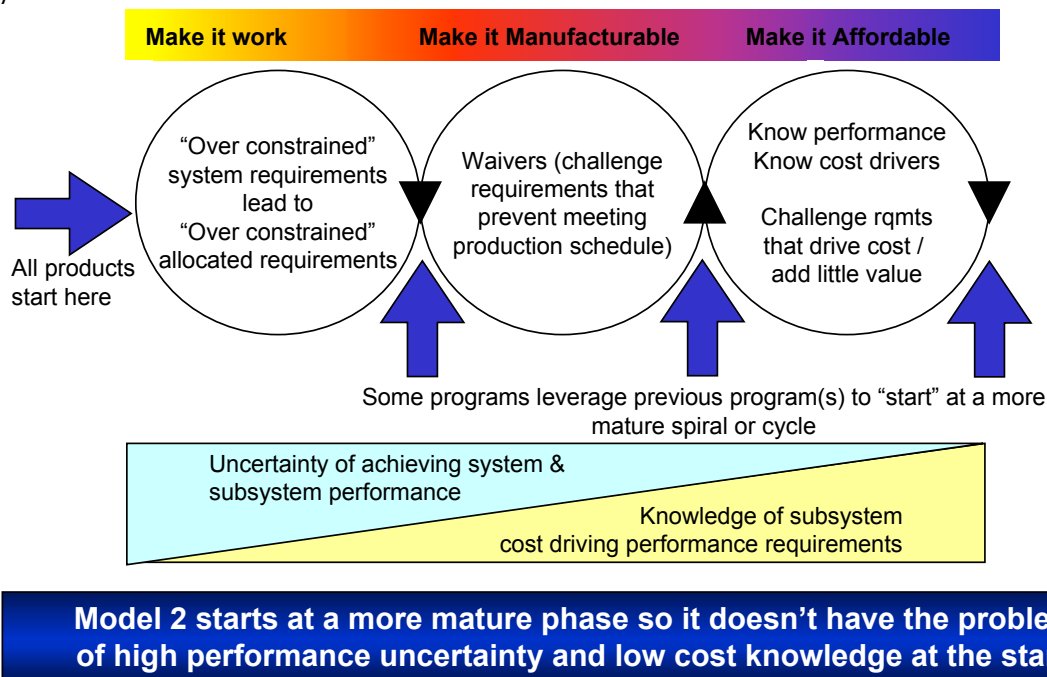 Make it work
Make it Manufacturable
Make it Affordable
“Over constrained”
system requirements
lead to
“Over constrained”
allocated requirements
Waivers (challenge
requirements that
prevent meeting
production schedule)
Know performance
Know cost drivers
Challenge rqmts
that drive cost /
add little value
All products
start here
Some programs leverage previous program(s) to “start” at a more
mature spiral or cycle
Uncertainty of achieving system &
subsystem performance
Knowledge of subsystem
cost driving performance requirements
Model 2 starts at a more mature phase so it doesn’t have the proble
of high performance uncertainty and low cost knowledge at the sta